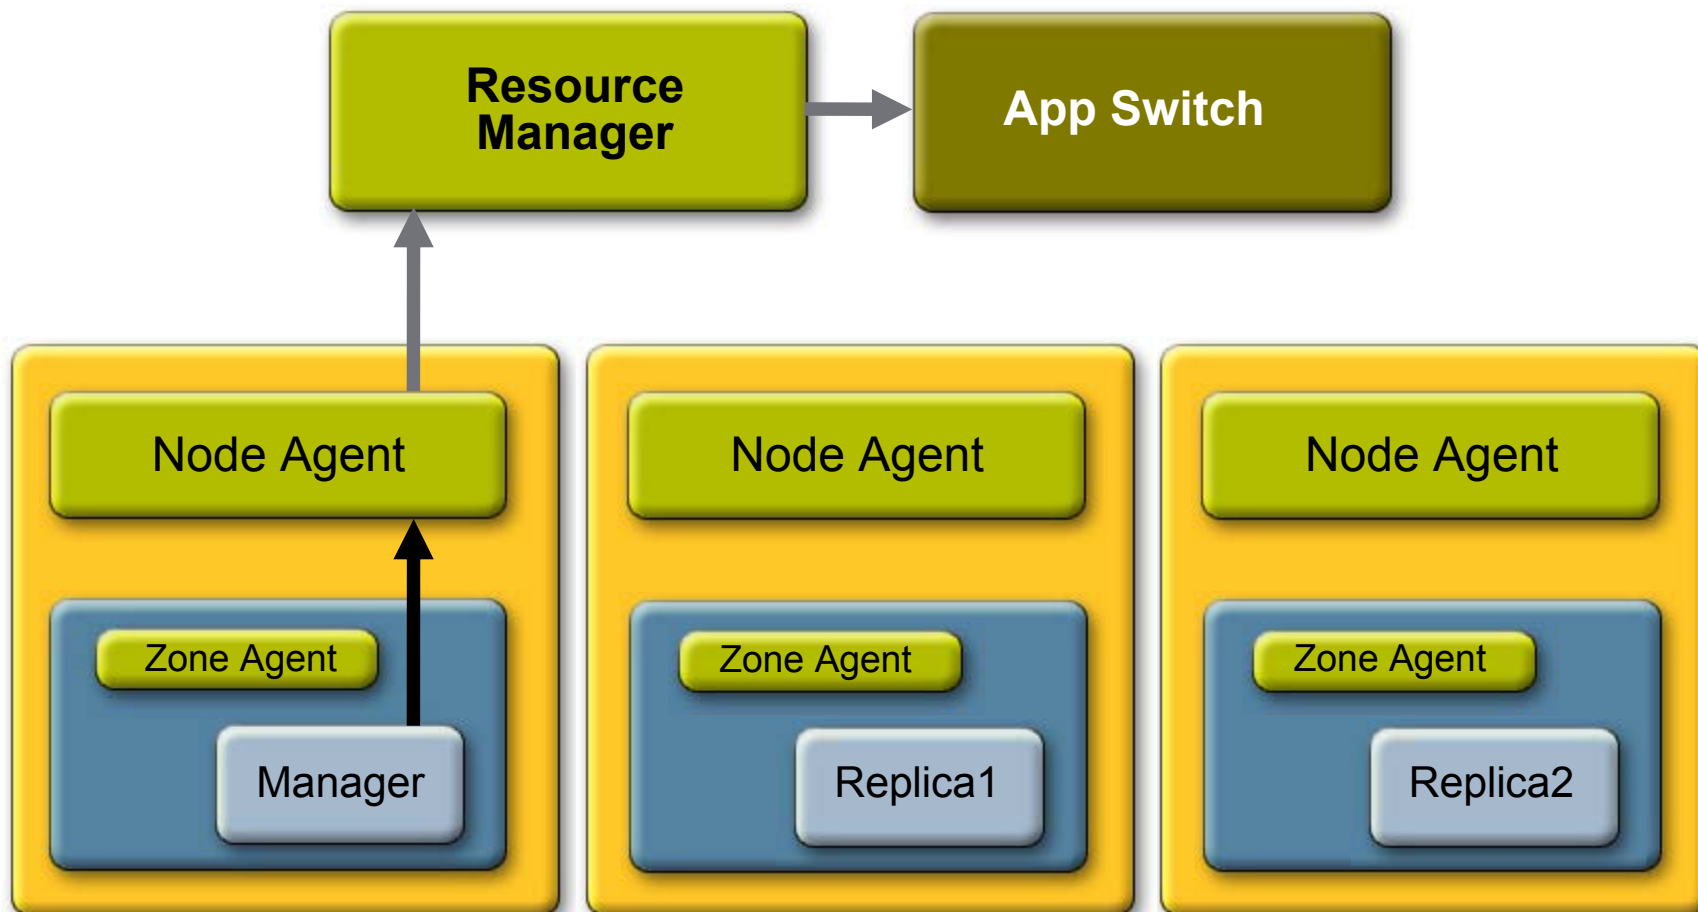 Resource
Manager
App Switch
Node Agent
Node Agent
Node Agent
Zone Agent
Zone Agent
Zone Agent
Manager
Replica1
Replica2